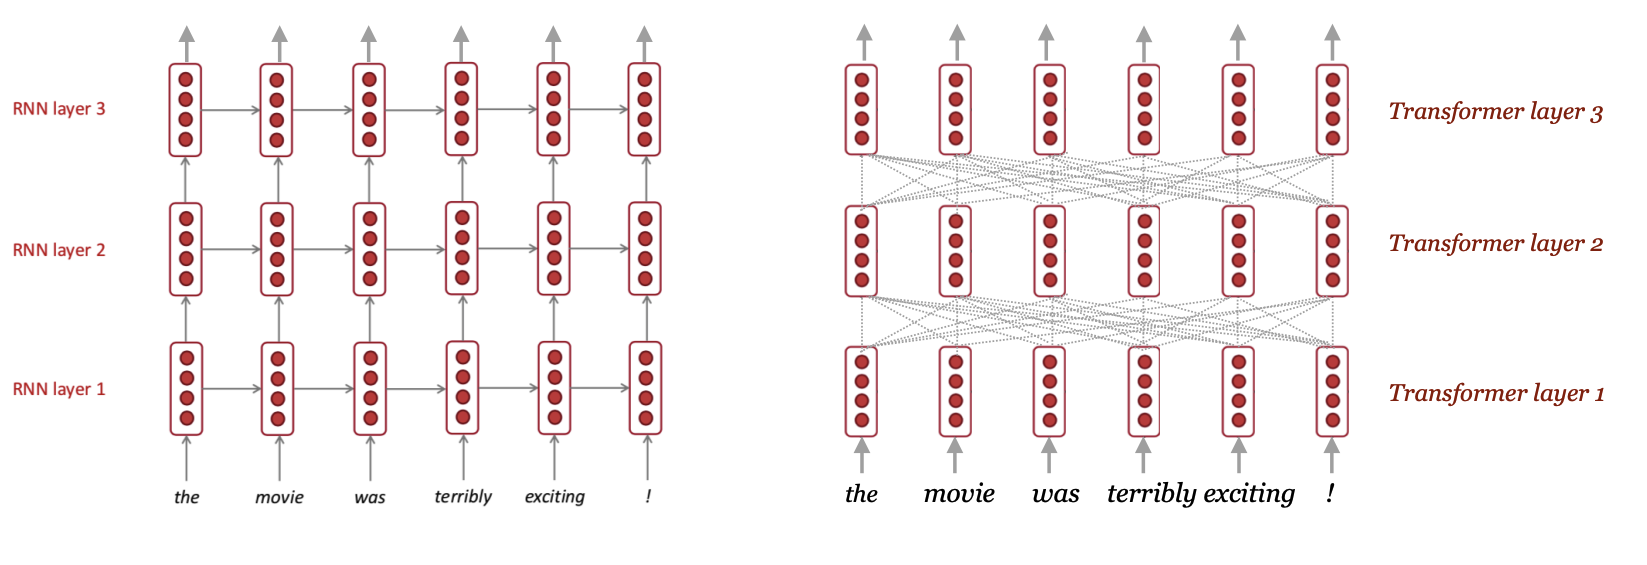 RNN layer 3
RNN layer 2
RNN layer 1
the movie was terribly exciting !
Transformer layer 3
Transformer layer 2
Transformer layer 1
the movie was terribly exciting !